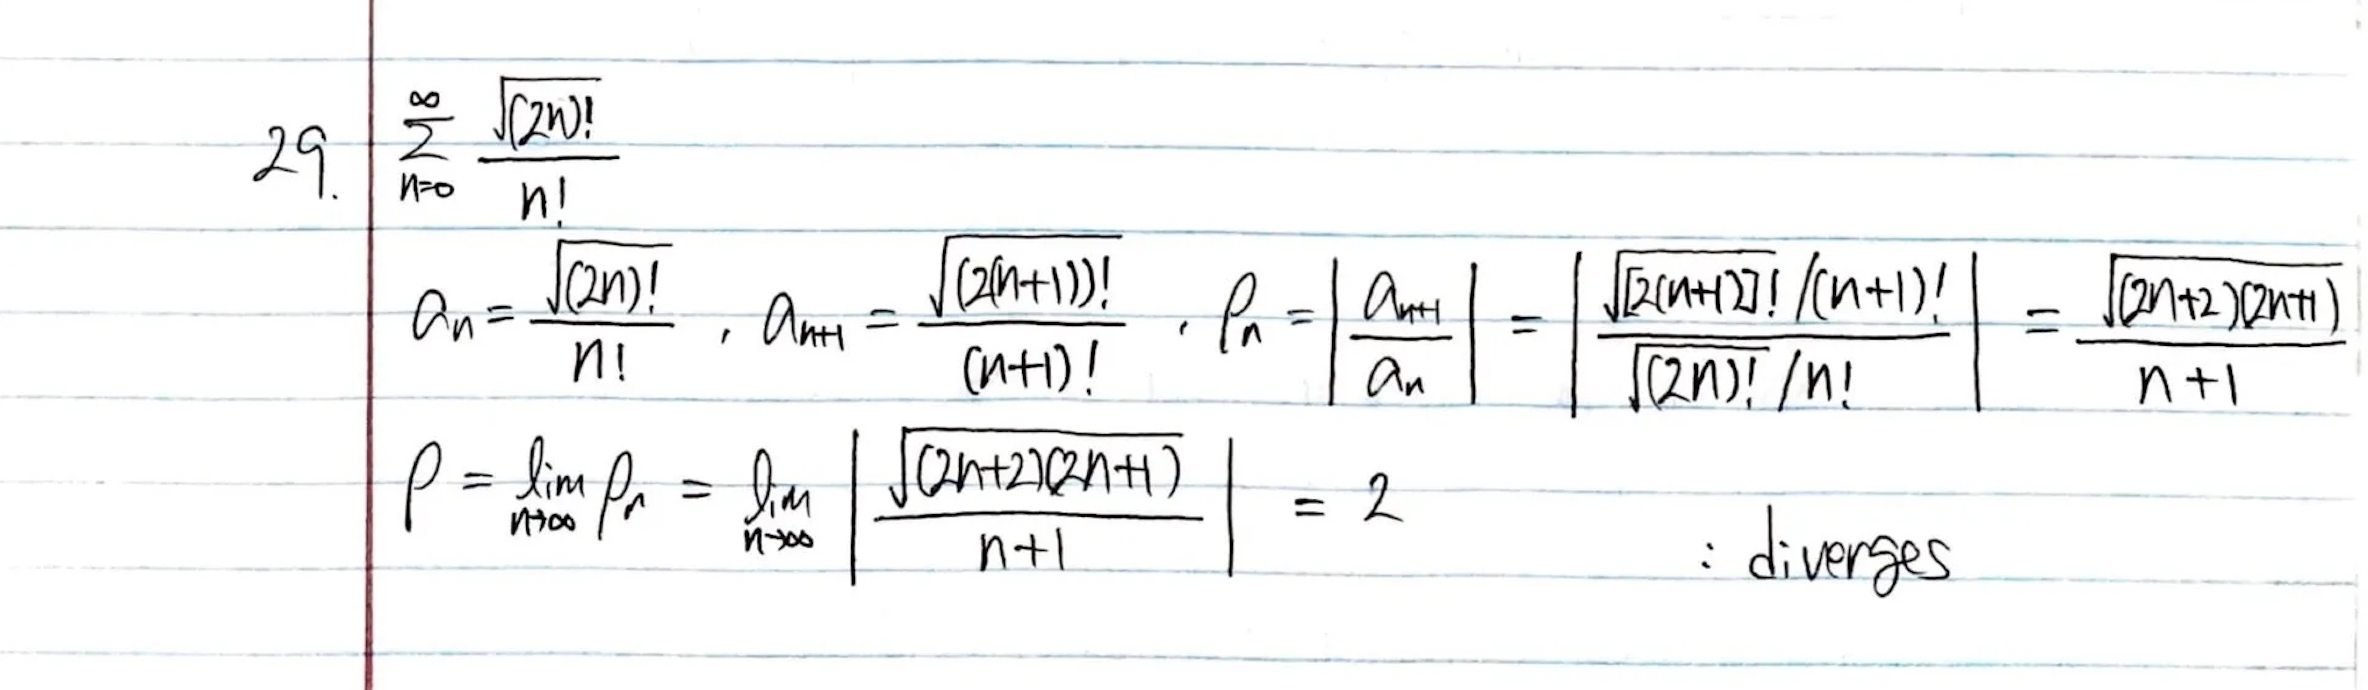 29. \sum_{n=0}^{\infty} \frac{\sqrt{(2n)!}}{n!}
a_n = \frac{\sqrt{(2n)!}}{n!} , a_{n+1} = \frac{\sqrt{(2(n+1))!}}{(n+1)!} , \rho_n = \left| \frac{a_{n+1}}{a_n} \right| = \left| \frac{\sqrt{[2(n+1)]!} /(n+1)!}{\sqrt{(2n)!} /n!} \right| = \frac{\sqrt{(2n+2)(2n+1)}}{n+1}
\rho = \lim_{n \to \infty} \rho_n = \lim_{n \to \infty} \left| \frac{\sqrt{(2n+2)(2n+1)}}{n+1} \right| = 2 : diverges